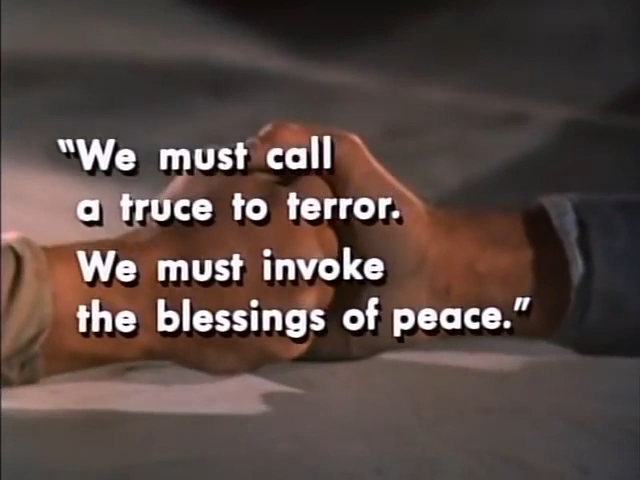 "We must call
a truce to terror.
We must invoke
the blessings of peace."